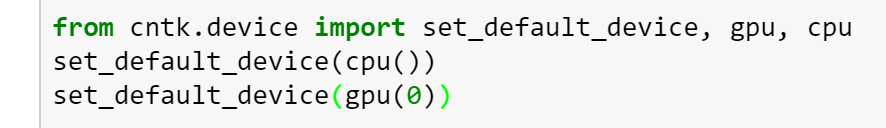 from cntk.device import set_default_device, gpu, cpu
set_default_device(cpu())
set_default_device(gpu(0))